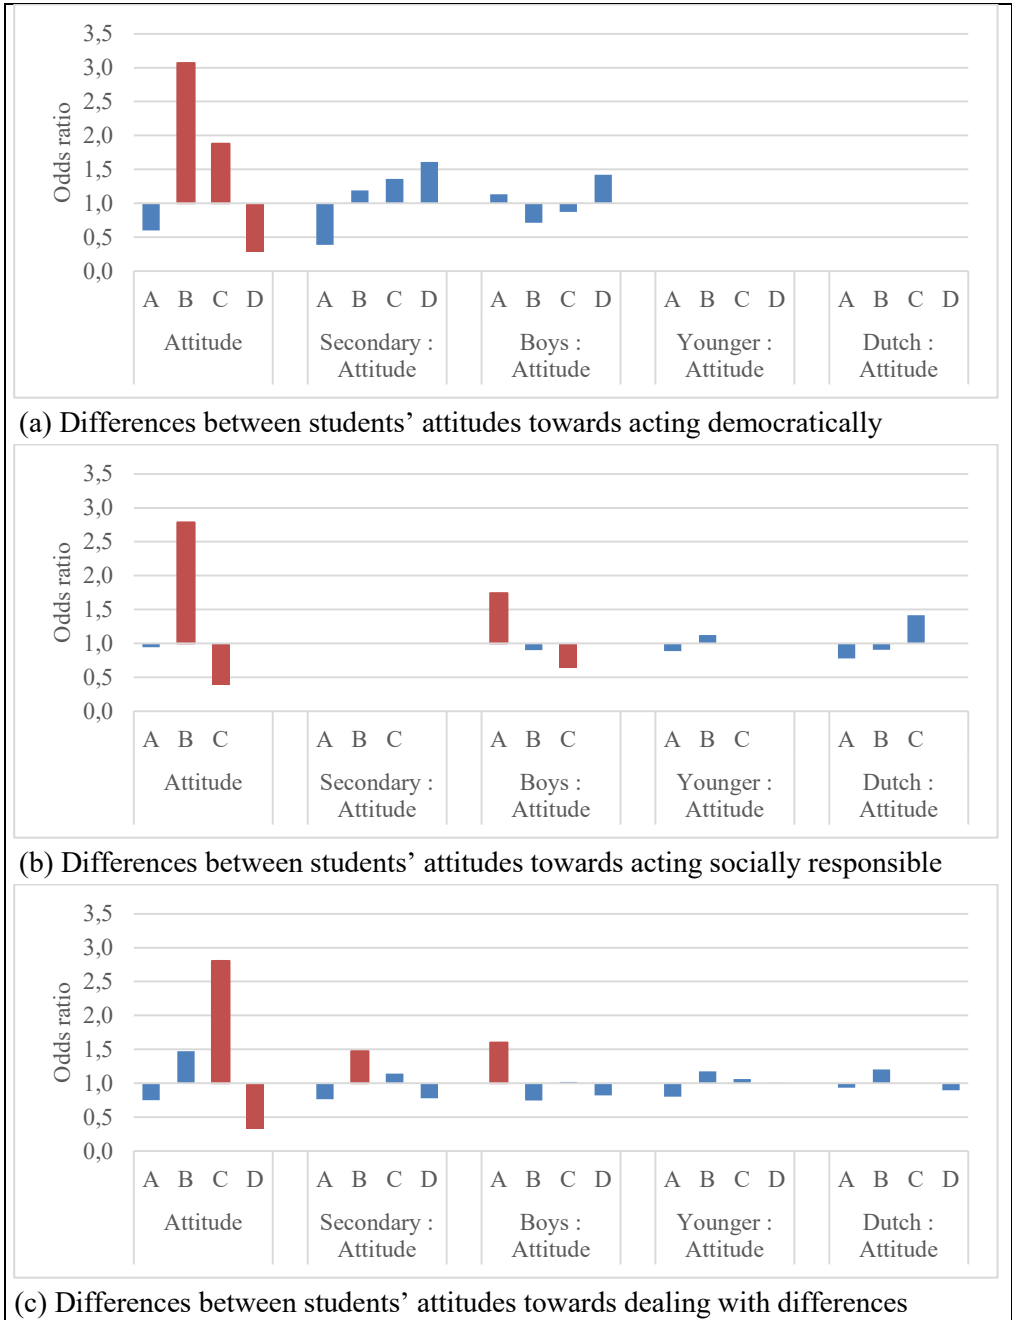 3,5
3,0
2,5
2,0
1,5
1,0
0,5
0,0
Odds ratio
A B C D A B C D A B C D A B C D A B C D
Attitude Secondary : Boys : Younger : Dutch :
Attitude Attitude Attitude Attitude
(a) Differences between students’ attitudes towards acting democratically
3,5
3,0
2,5
2,0
1,5
1,0
0,5
0,0
Odds ratio
A B C A B C A B C A B C A B C
Attitude Secondary : Boys : Younger : Dutch :
Attitude Attitude Attitude Attitude
(b) Differences between students’ attitudes towards acting socially responsible
3,5
3,0
2,5
2,0
1,5
1,0
0,5
0,0
Odds ratio
A B C D A B C D A B C D A B C D A B C D
Attitude Secondary : Boys : Younger : Dutch :
Attitude Attitude Attitude Attitude
(c) Differences between students’ attitudes towards dealing with differences